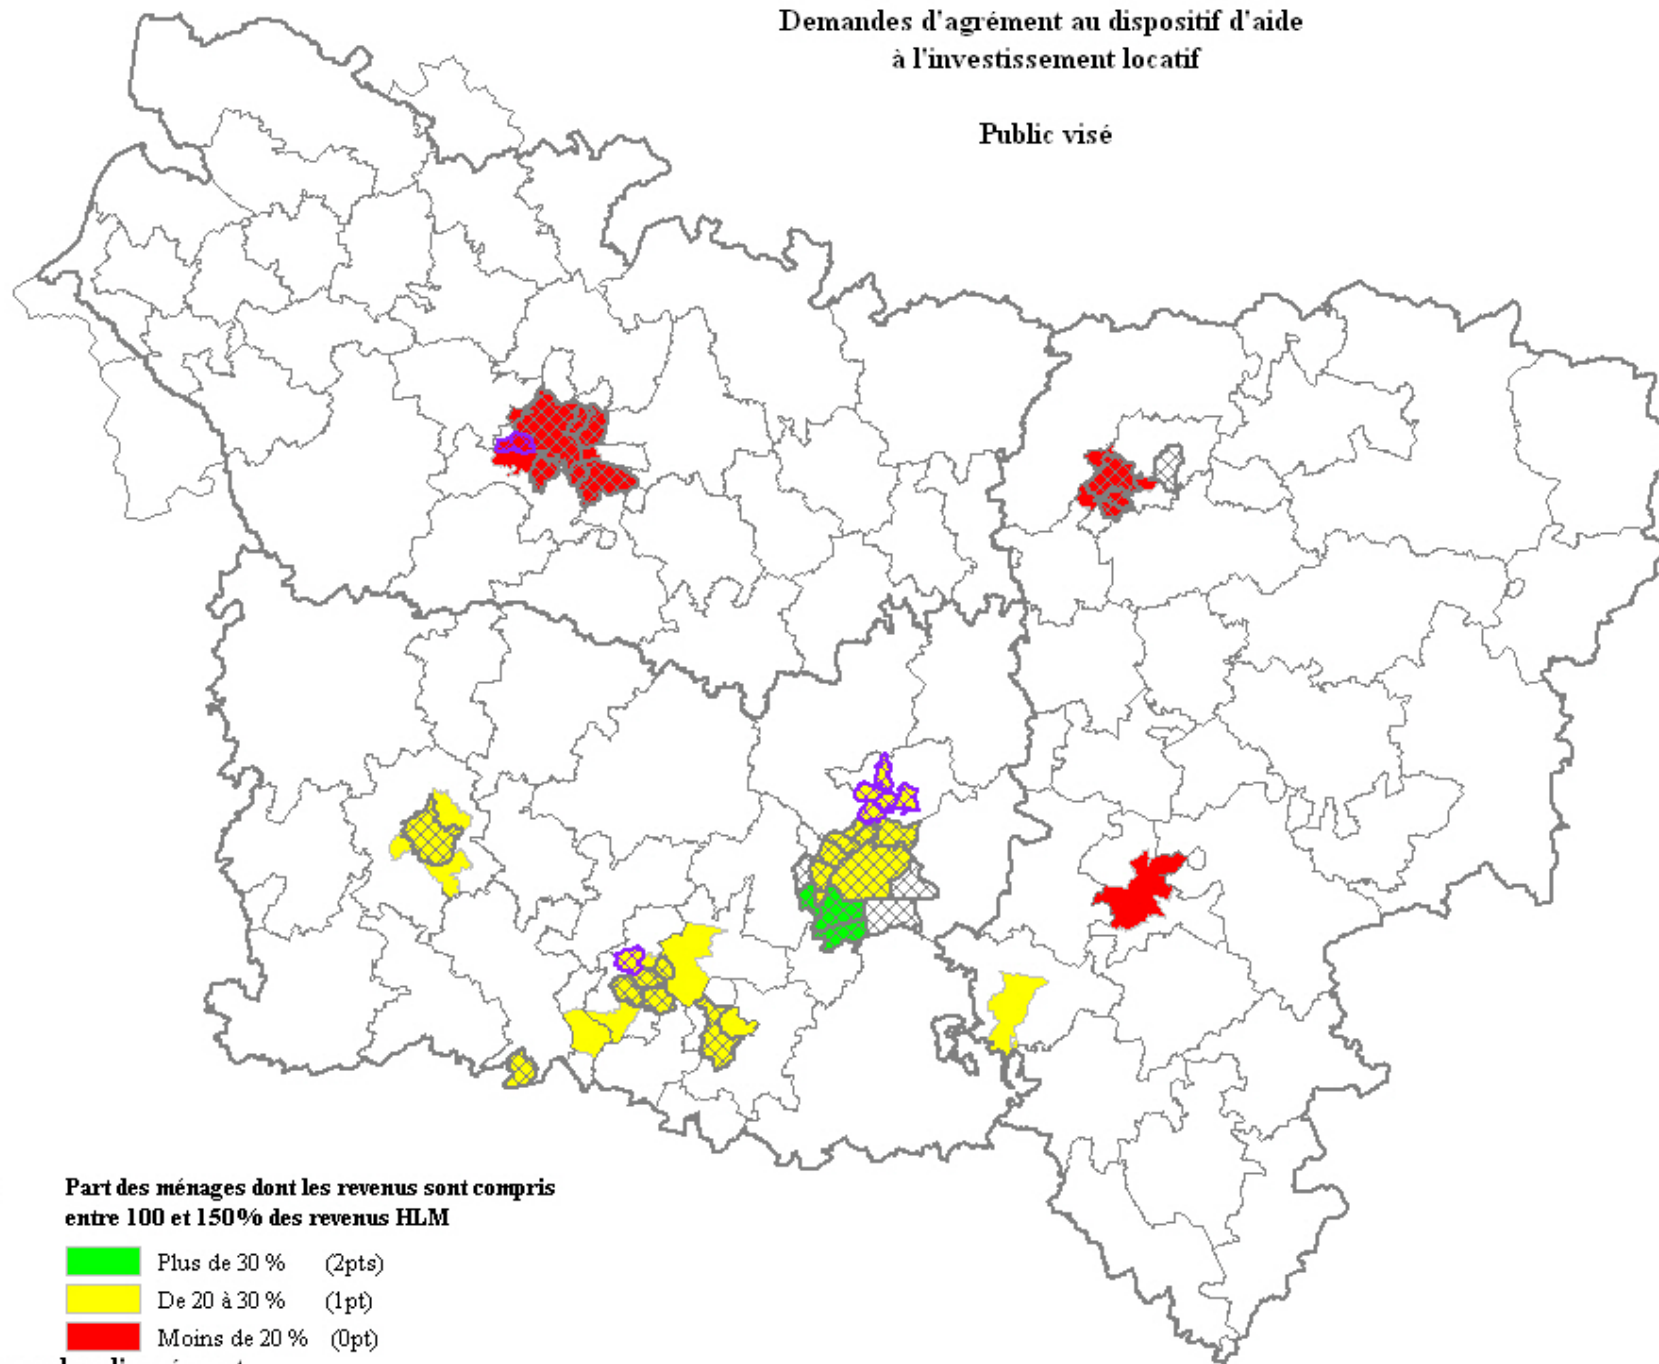 Demandes d'agrément au dispositif d'aide
à l'investissement locatif
Public visé
Part des ménages dont les revenus sont compris
entre 100 et 150% des revenus HLM
Plus de 30 % (2pts)
De 20 à 30 % (1pt)
Moins de 20 % (0pt)